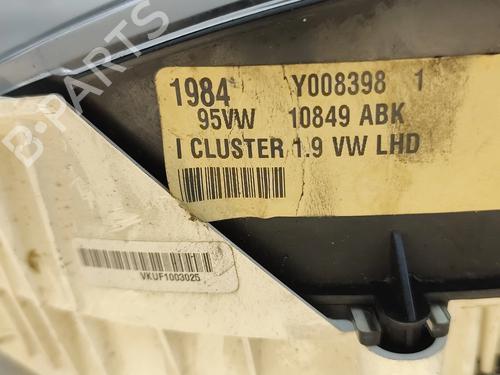 1984 Y008398 1
95VW 10849 ABK
I CLUSTER 1.9 VW LHD
VKUF1003025
B-PARTS